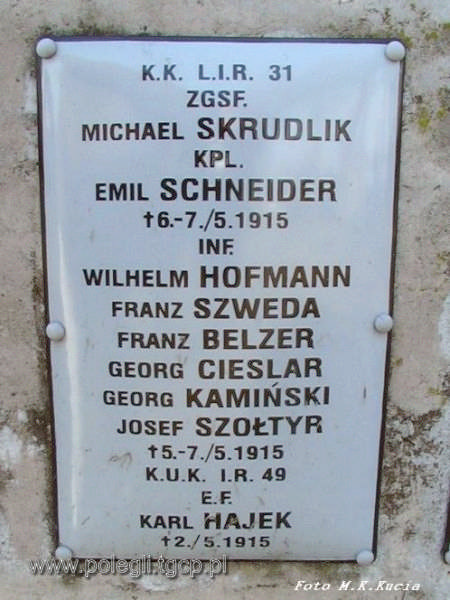 K.K. L.I.R. 31
ZGSF.
MICHAEL SKRUDLIK
KPL.
EMIL SCHNEIDER
†6.-7./5.1915
INF.
WILHELM HOFMANN
FRANZ SZWEDA
FRANZ BELZER
GEORG CIESLAR
GEORG KAMIŃSKI
JOSEF SZOŁTYR
†5.-7./5.1915
K.U.K. I.R. 49
E.F.
KARL HAJEK
†2./5.1915
www.polegli.tgcp.pl
Foto M.K.Kucia